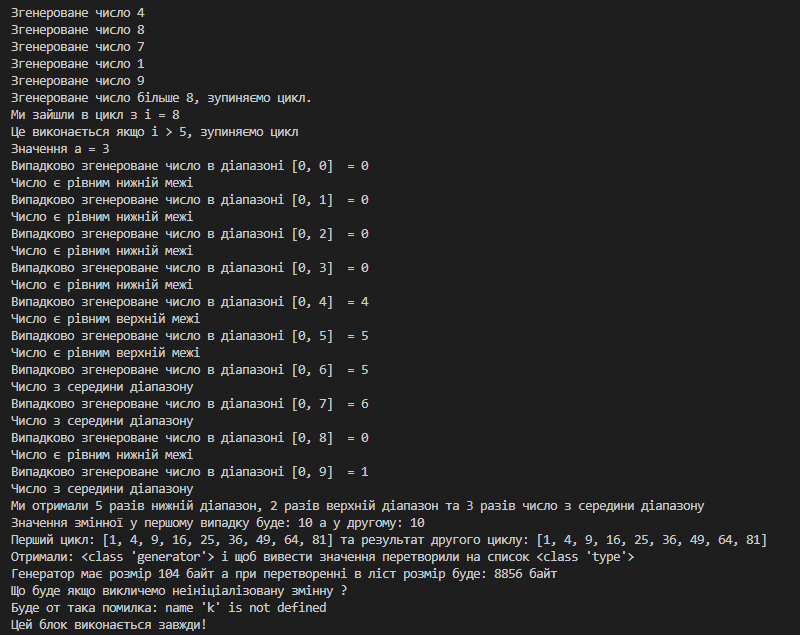 Згенероване число 4
Згенероване число 8
Згенероване число 7
Згенероване число 1
Згенероване число 9
Згенероване число більше 8, зупиняємо цикл.
Ми зайшли в цикл з i = 8
Це виконається якщо i > 5, зупиняємо цикл
Значення a = 3
Випадково згенероване число в діапазоні [0, 0]  = 0
Число є рівним нижній межі
Випадково згенероване число в діапазоні [0, 1]  = 0
Число є рівним нижній межі
Випадково згенероване число в діапазоні [0, 2]  = 0
Число є рівним нижній межі
Випадково згенероване число в діапазоні [0, 3]  = 0
Число є рівним нижній межі
Випадково згенероване число в діапазоні [0, 4]  = 4
Число є рівним верхній межі
Випадково згенероване число в діапазоні [0, 5]  = 5
Число є рівним верхній межі
Випадково згенероване число в діапазоні [0, 6]  = 5
Число з середини діапазону
Випадково згенероване число в діапазоні [0, 7]  = 6
Число з середини діапазону
Випадково згенероване число в діапазоні [0, 8]  = 0
Число є рівним нижній межі
Випадково згенероване число в діапазоні [0, 9]  = 1
Число з середини діапазону
Ми отримали 5 разів нижній діапазон, 2 разів верхній діапазон та 3 разів число з середини діапазону
Значення змінної у першому випадку буде: 10 а у другому: 10
Перший цикл: [1, 4, 9, 16, 25, 36, 49, 64, 81] та результат другого циклу: [1, 4, 9, 16, 25, 36, 49, 64, 81]
Отримали: <class 'generator'> і щоб вивести значення перетворили на список <class 'type'>
Генератор має розмір 104 байт а при перетворенні в ліст розмір буде: 8856 байт
Що буде якщо викличемо неініціалізовану змінну ?
Буде от така помилка: name 'k' is not defined
Цей блок виконається завжди!